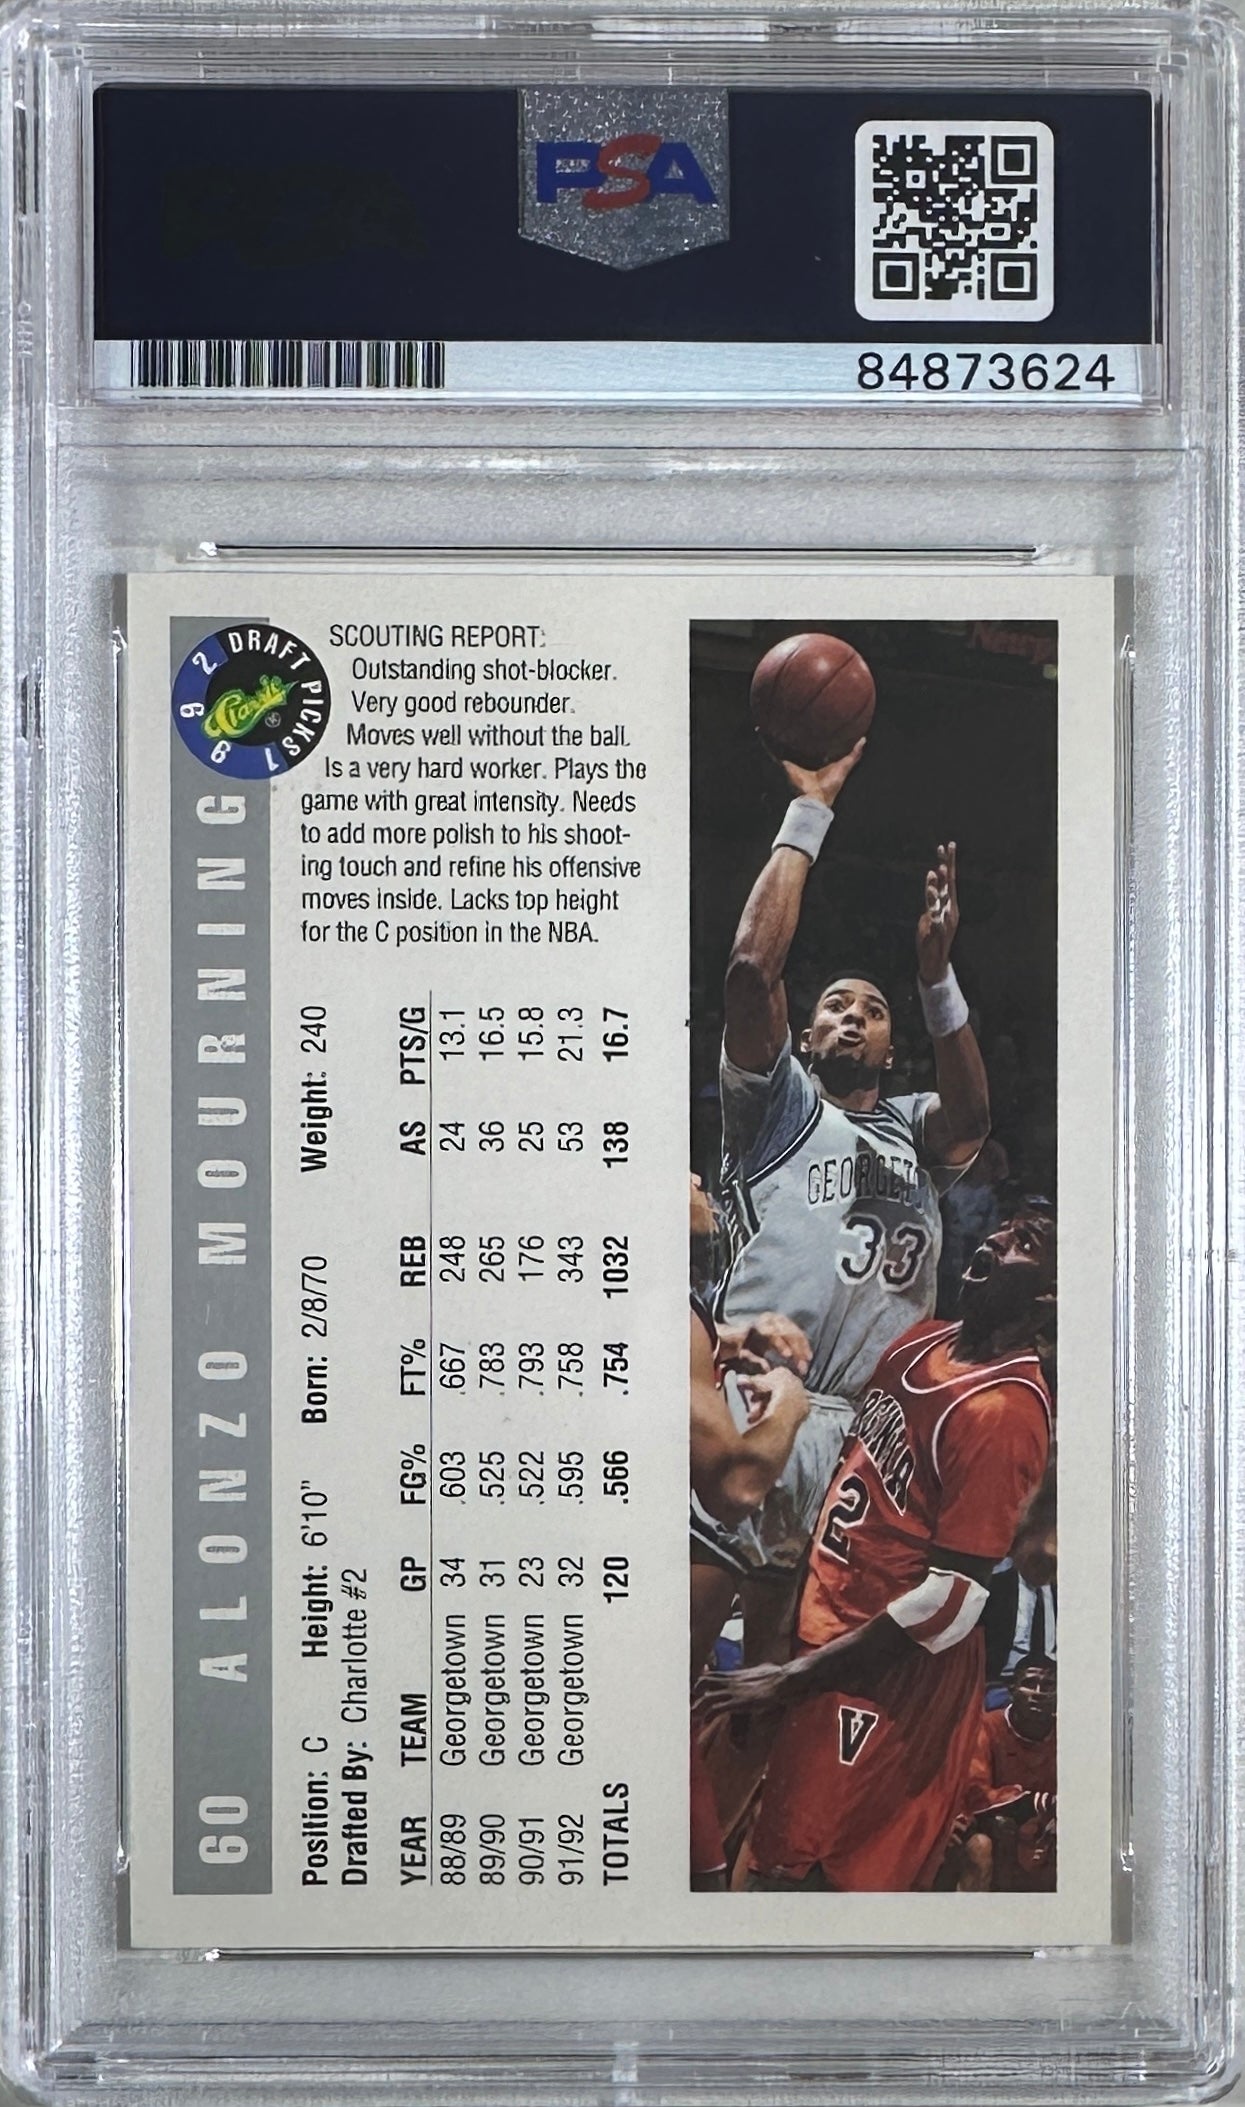 PSA
84873624
1992 DRAFT PICKS
Classic
SCOUTING REPORT:
Outstanding shot-blocker.
Very good rebounder.
Moves well without the ball.
Is a very hard worker. Plays the
game with great intensity. Needs
to add more polish to his shoot-
ing touch and refine his offensive
moves inside. Lacks top height
for the C position in the NBA.
60 ALONZO MOURNING
Position: C Height: 6'10" Born: 2/8/70 Weight: 240
Drafted By: Charlotte #2
YEAR TEAM GP FG% FT% REB AS PTS/G
88/89 Georgetown 34 .603 .667 248 24 13.1
89/90 Georgetown 31 .525 .783 265 36 16.5
90/91 Georgetown 23 .522 .793 176 25 15.8
91/92 Georgetown 32 .595 .758 343 53 21.3
TOTALS 120 .566 .754 1032 138 16.7
GEORGET
33
2
V